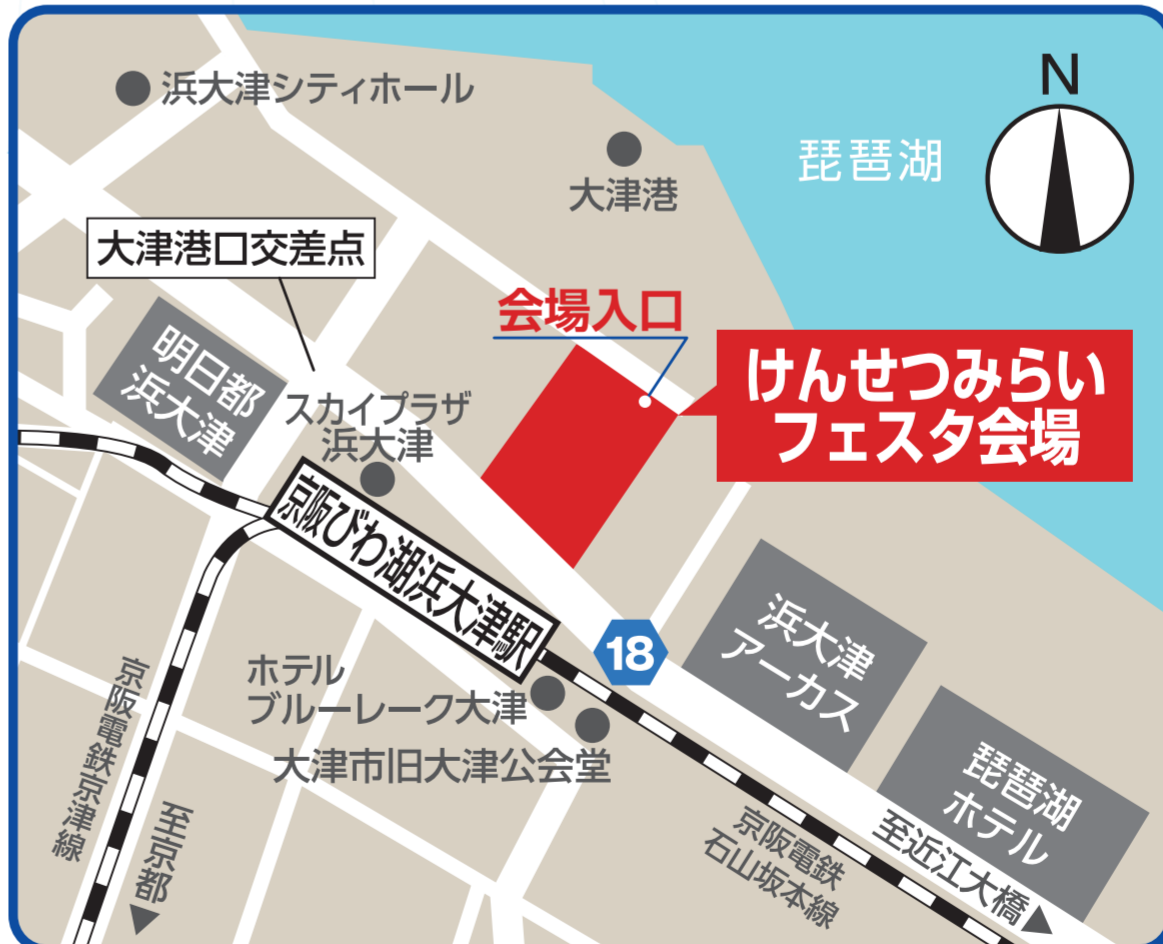 N
浜大津シティホール
琵琶湖
大津港
大津港口交差点
会場入口
明日都
浜大津
けんせつみらい
フェスタ会場
スカイプラザ
浜大津
京阪びわ湖浜大津駅
18
浜大津
アーカス
ホテル
ブルーレーク大津
大津市旧大津公会堂
琵琶湖
ホテル
京阪電鉄京津線
至京都
京阪電鉄
石山坂本線
至近江大橋